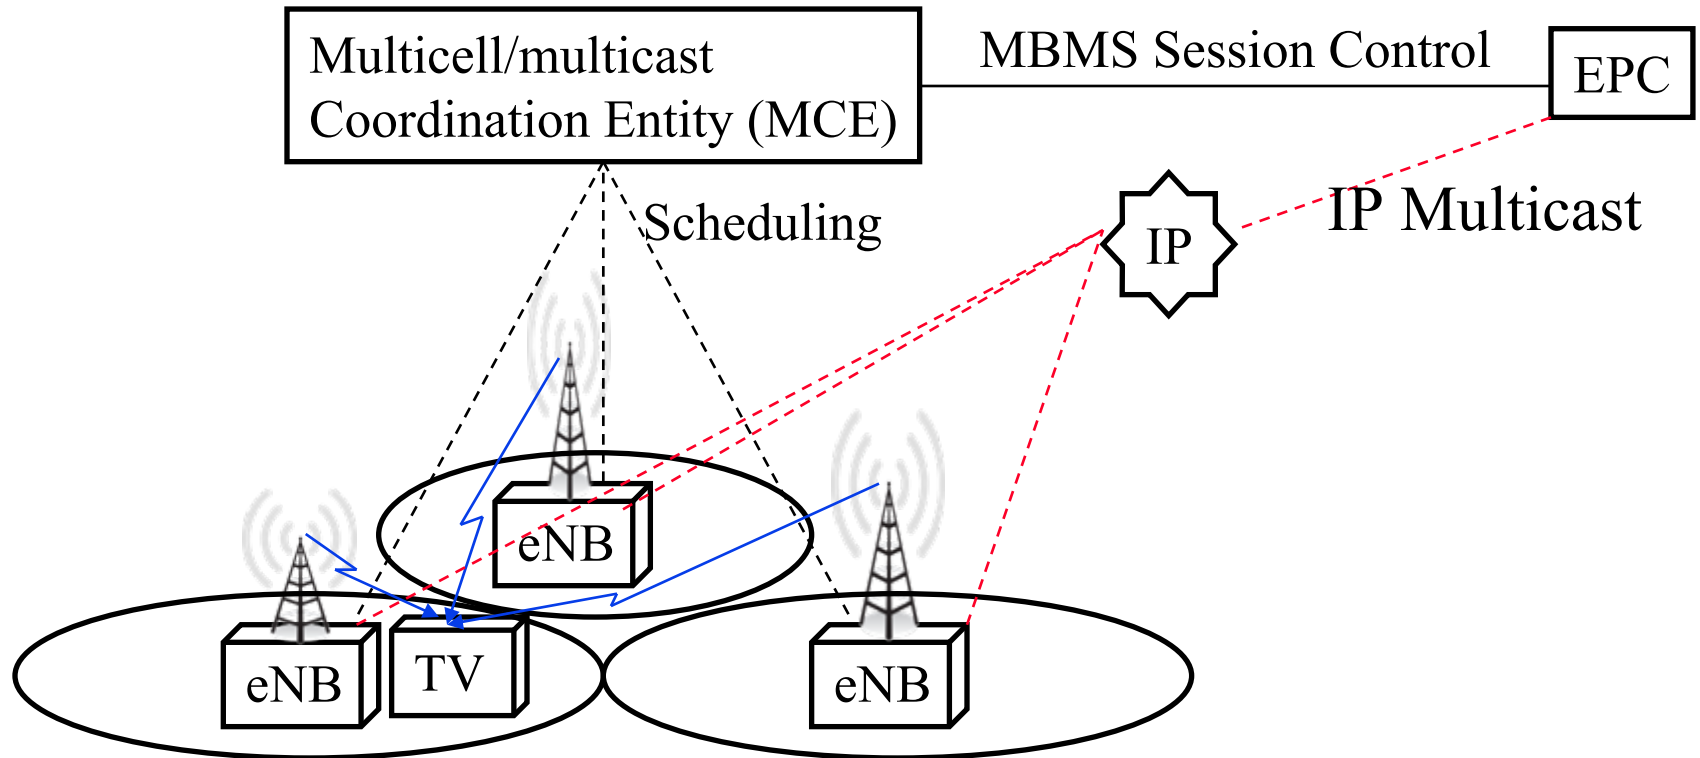 Multicell/multicast
Coordination Entity (MCE)
MBMS Session Control
EPC
Scheduling
IP
IP Multicast
eNB
eNB
TV
eNB